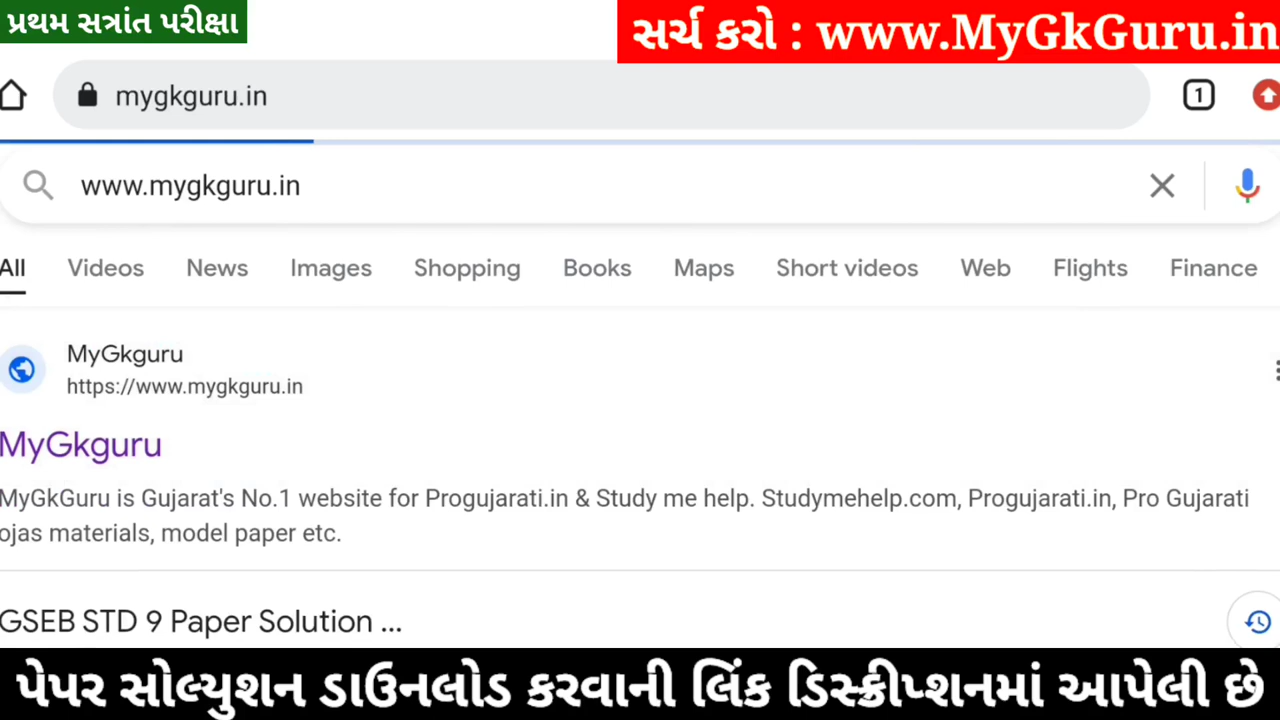 પ્રથમ સત્રાંત પરીક્ષા
સર્ચ કરો : www.MyGkGuru.in
mygkguru.in
1
www.mygkguru.in
All Videos News Images Shopping Books Maps Short videos Web Flights Finance
MyGkguru
https://www.mygkguru.in
MyGkguru
MyGkGuru is Gujarat's No.1 website for Progujarati.in & Study me help. Studymehelp.com, Progujarati.in, Pro Gujarati
ojas materials, model paper etc.
GSEB STD 9 Paper Solution ...
પેપર સોલ્યુશન ડાઉનલોડ કરવાની લિંક ડિસ્ક્રીપ્શનમાં આપેલી છે